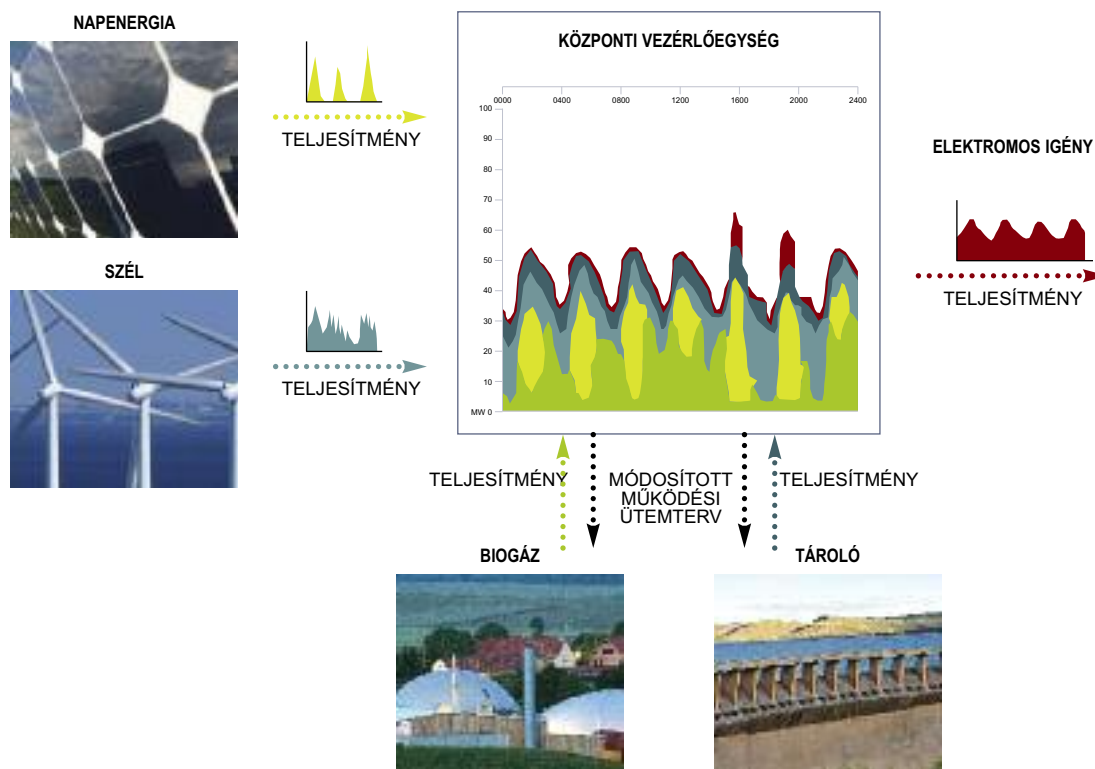 NAPENERGIA
TELJESÍTMÉNY
SZÉL
TELJESÍTMÉNY
KÖZPONTI VEZÉRLŐEGYSÉG
0000 0400 0800 1200 1600 2000 2400
100
90
80
70
60
50
40
30
20
10
MW 0
ELEKTROMOS IGÉNY
TELJESÍTMÉNY
TELJESÍTMÉNY
MÓDOSÍTOTT
MŰKÖDÉSI
ÜTEMTERV
TELJESÍTMÉNY
BIOGÁZ
TÁROLÓ